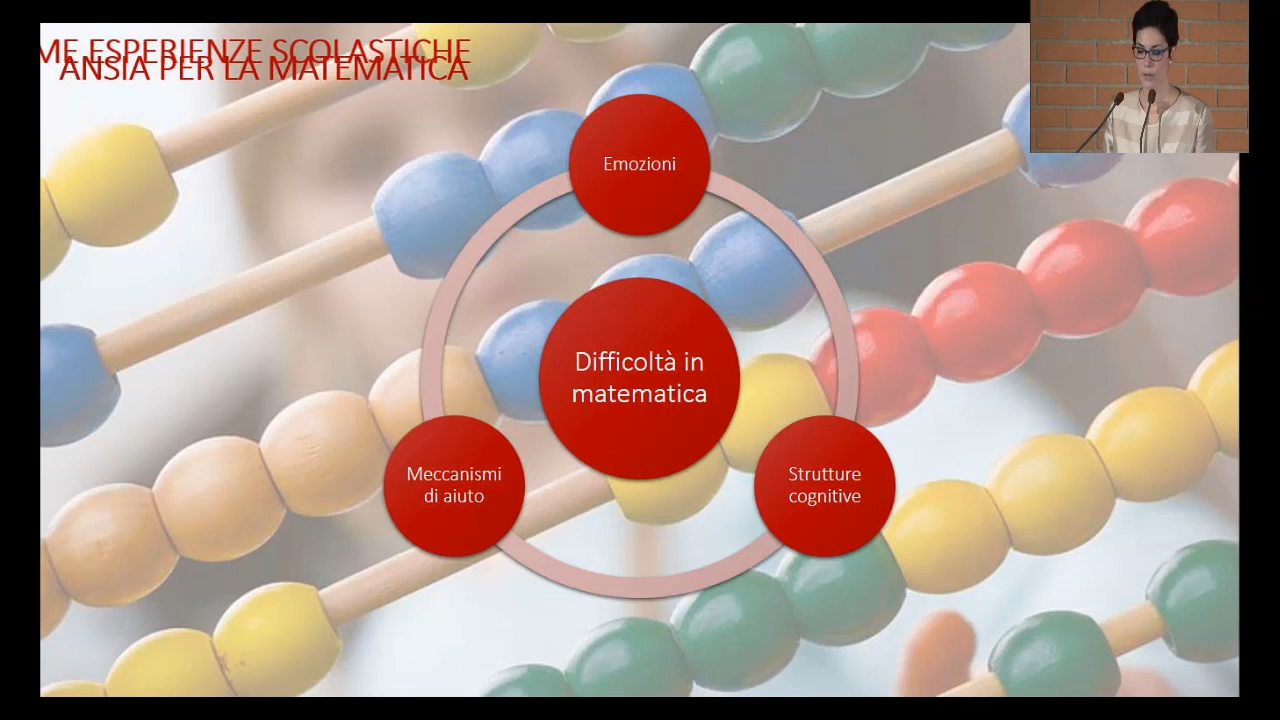 ME ESPERIENZE SCOLASTICHE
ANSIA PER LA MATEMATICA
Emozioni
Difficoltà in
matematica
Meccanismi
di aiuto
Strutture
cognitive